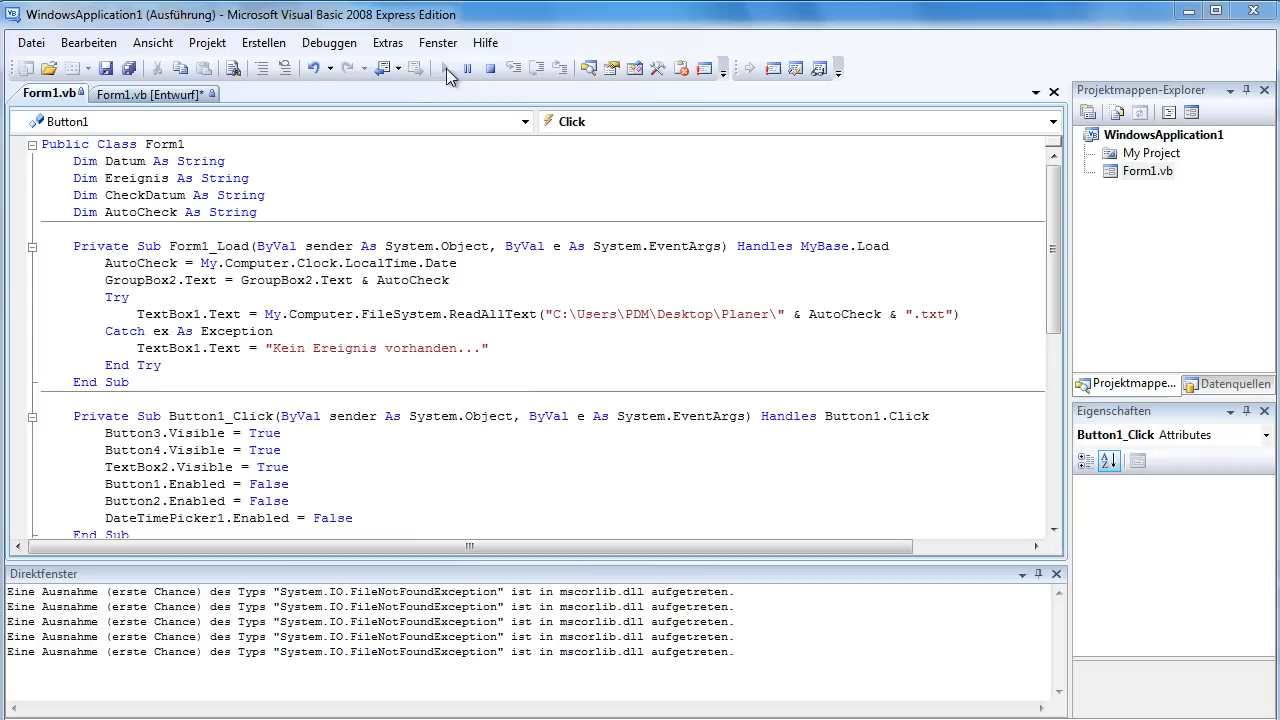 WindowsApplication1 (Ausführung) - Microsoft Visual Basic 2008 Express Edition
Datei Bearbeiten Ansicht Projekt Erstellen Debuggen Extras Fenster Hilfe
Form1.vb Form1.vb [Entwurf]*
Button1 Click
Public Class Form1
Dim Datum As String
Dim Ereignis As String
Dim CheckDatum As String
Dim AutoCheck As String
Private Sub Form1_Load(ByVal sender As System.Object, ByVal e As System.EventArgs) Handles MyBase.Load
AutoCheck = My.Computer.Clock.LocalTime.Date
GroupBox2.Text = GroupBox2.Text & AutoCheck
Try
TextBox1.Text = My.Computer.FileSystem.ReadAllText("C:\Users\PDM\Desktop\Planer\" & AutoCheck & ".txt")
Catch ex As Exception
TextBox1.Text = "Kein Ereignis vorhanden..."
End Try
End Sub
Private Sub Button1_Click(ByVal sender As System.Object, ByVal e As System.EventArgs) Handles Button1.Click
Button3.Visible = True
Button4.Visible = True
TextBox2.Visible = True
Button1.Enabled = False
Button2.Enabled = False
DateTimePicker1.Enabled = False
End Sub
Direktfenster
Eine Ausnahme (erste Chance) des Typs "System.IO.FileNotFoundException" ist in mscorlib.dll aufgetreten.
Eine Ausnahme (erste Chance) des Typs "System.IO.FileNotFoundException" ist in mscorlib.dll aufgetreten.
Eine Ausnahme (erste Chance) des Typs "System.IO.FileNotFoundException" ist in mscorlib.dll aufgetreten.
Eine Ausnahme (erste Chance) des Typs "System.IO.FileNotFoundException" ist in mscorlib.dll aufgetreten.
Eine Ausnahme (erste Chance) des Typs "System.IO.FileNotFoundException" ist in mscorlib.dll aufgetreten.
Projektmappen-Explorer
WindowsApplication1
My Project
Form1.vb
Projektmappe... Datenquellen
Eigenschaften
Button1_Click Attributes